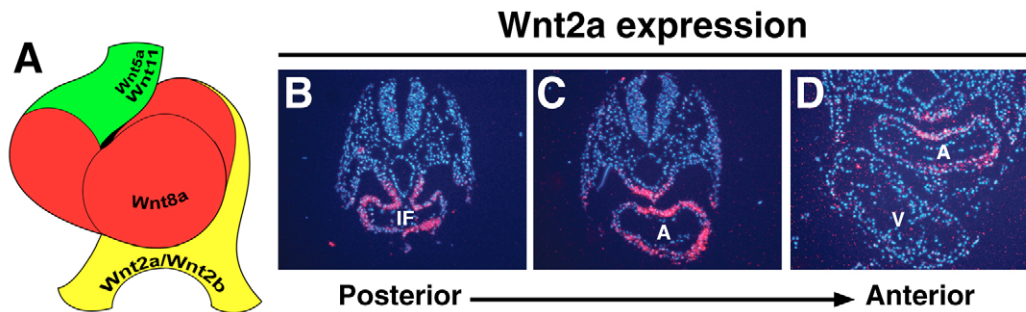 Wnt2a expression
A
Wnt5a
Wnt11
Wnt8a
Wnt2a/Wnt2b
B
IF
C
A
D
A
V
Posterior
Anterior